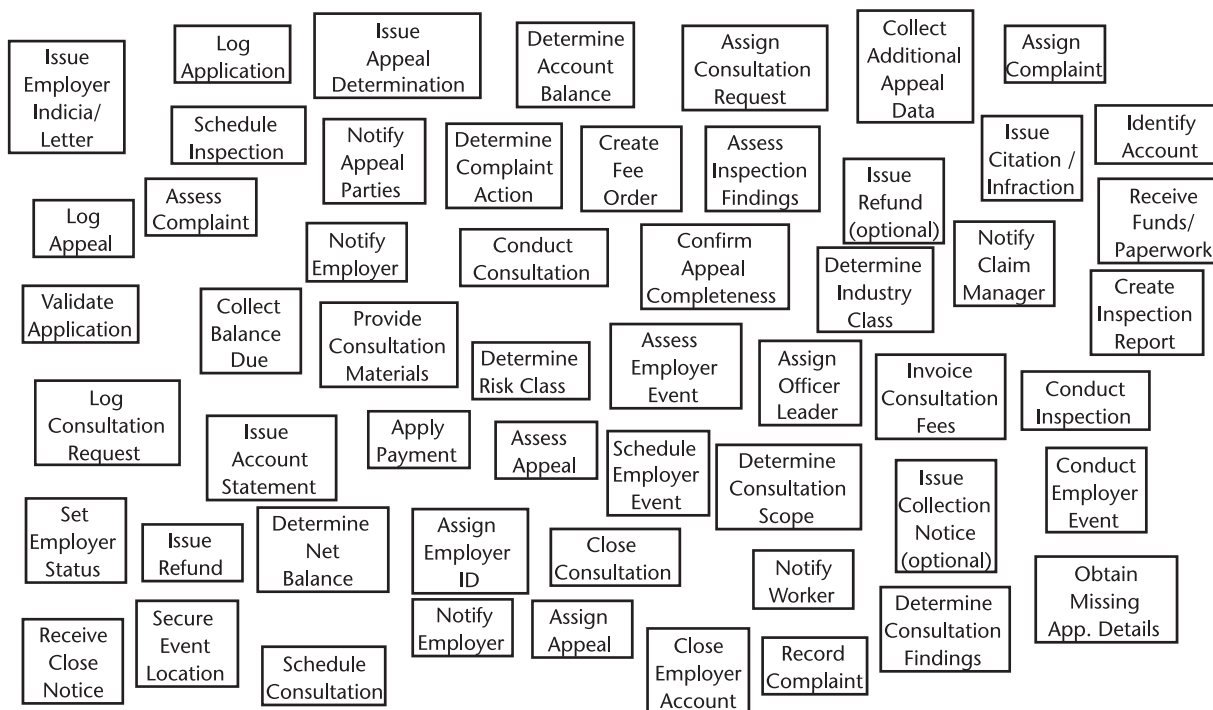 Issue
Employer
Indicia/
Letter
Log
Application
Issue
Appeal
Determination
Determine
Account
Balance
Assign
Consultation
Request
Collect
Additional
Appeal
Data
Assign
Complaint
Schedule
Inspection
Notify
Appeal
Parties
Determine
Complaint
Action
Create
Fee
Order
Assess
Inspection
Findings
Issue
Refund
(optional)
Issue
Citation /
Infraction
Identify
Account
Log
Appeal
Assess
Complaint
Notify
Employer
Conduct
Consultation
Confirm
Appeal
Completeness
Determine
Industry
Class
Notify
Claim
Manager
Receive
Funds/
Paperwork
Validate
Application
Collect
Balance
Due
Provide
Consultation
Materials
Determine
Risk Class
Assess
Employer
Event
Assign
Officer
Leader
Invoice
Consultation
Fees
Create
Inspection
Report
Log
Consultation
Request
Issue
Account
Statement
Apply
Payment
Assess
Appeal
Schedule
Employer
Event
Determine
Consultation
Scope
Issue
Collection
Notice
(optional)
Conduct
Inspection
Conduct
Employer
Event
Set
Employer
Status
Issue
Refund
Determine
Net
Balance
Assign
Employer
ID
Close
Consultation
Notify
Worker
Determine
Consultation
Findings
Obtain
Missing
App. Details
Receive
Close
Notice
Secure
Event
Location
Schedule
Consultation
Notify
Employer
Assign
Appeal
Close
Employer
Account
Record
Complaint